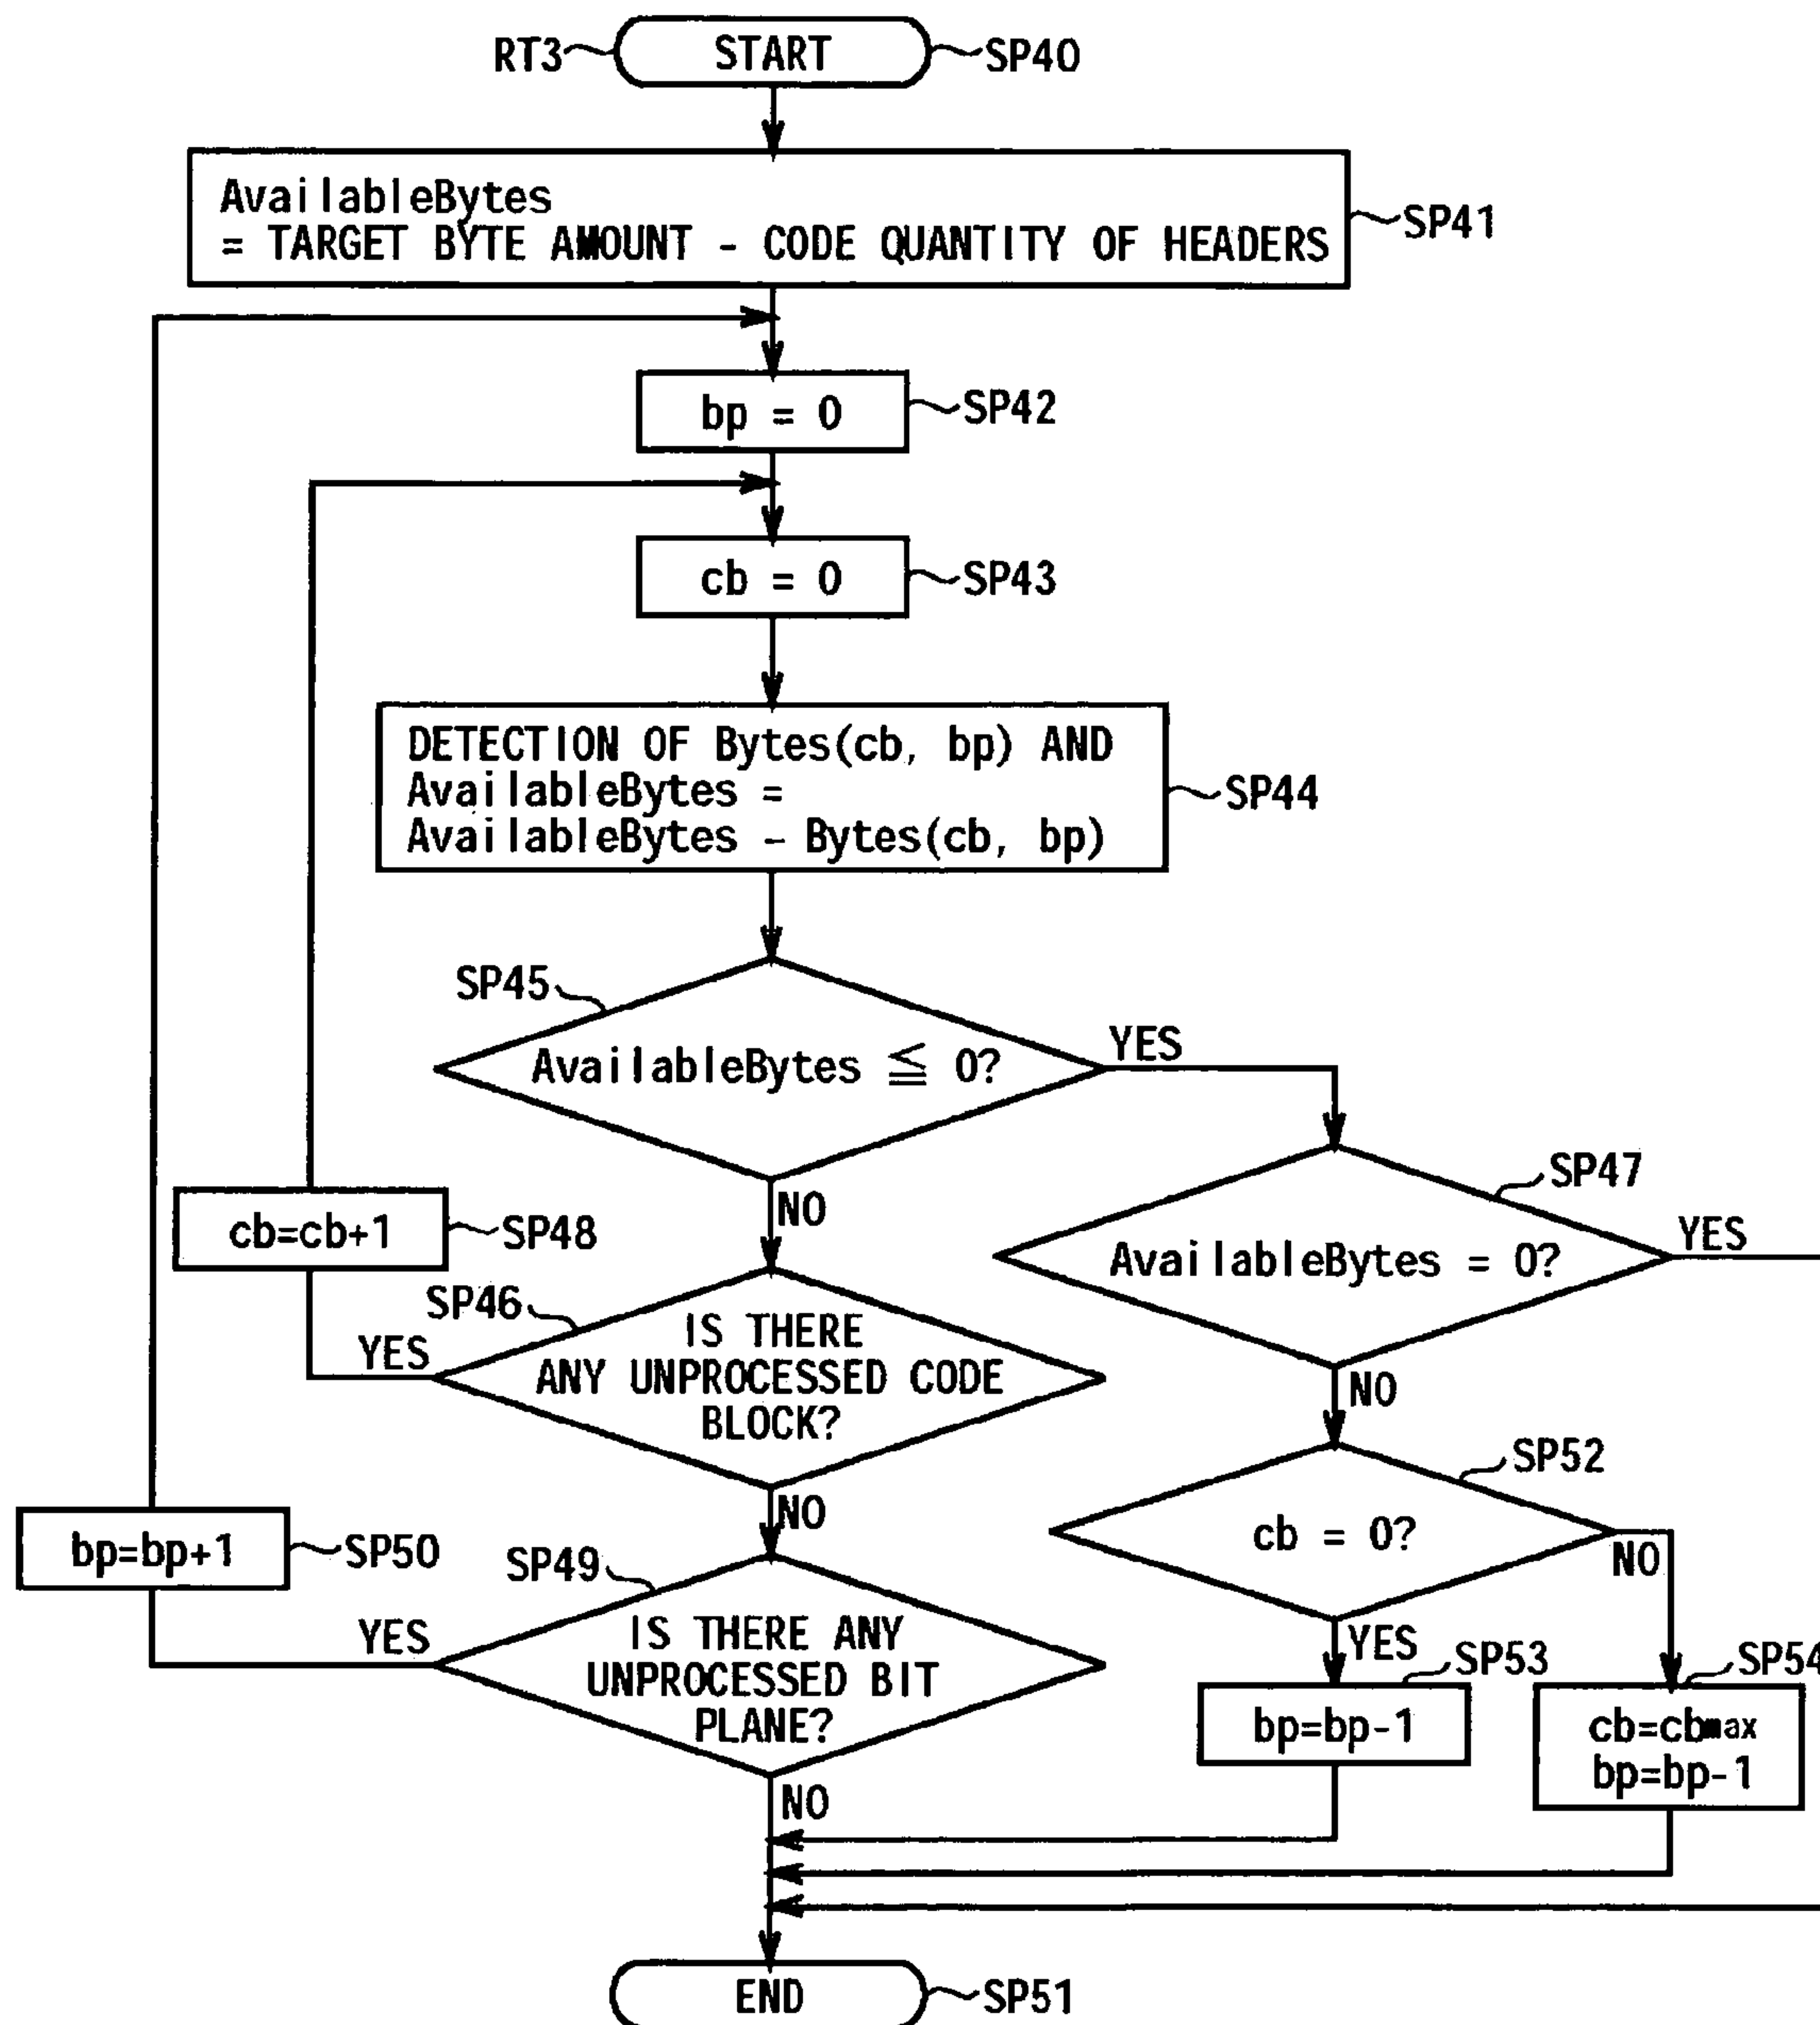 RT3 START SP40
AvailableBytes
= TARGET BYTE AMOUNT - CODE QUANTITY OF HEADERS
SP41
bp = 0 SP42
cb = 0 SP43
DETECTION OF Bytes(cb, bp) AND
AvailableBytes =
AvailableBytes - Bytes(cb, bp)
SP44
SP45
AvailableBytes ≦ 0?
YES
NO
SP47
AvailableBytes = 0?
YES
NO
cb=cb+1 SP48
SP46
IS THERE
ANY UNPROCESSED CODE
BLOCK?
YES
NO
SP52
cb = 0?
NO
YES
bp=bp+1 SP50
SP49
IS THERE ANY
UNPROCESSED BIT
PLANE?
YES
NO
SP53
bp=bp-1
SP54
cb=cbmax
bp=bp-1
END SP51